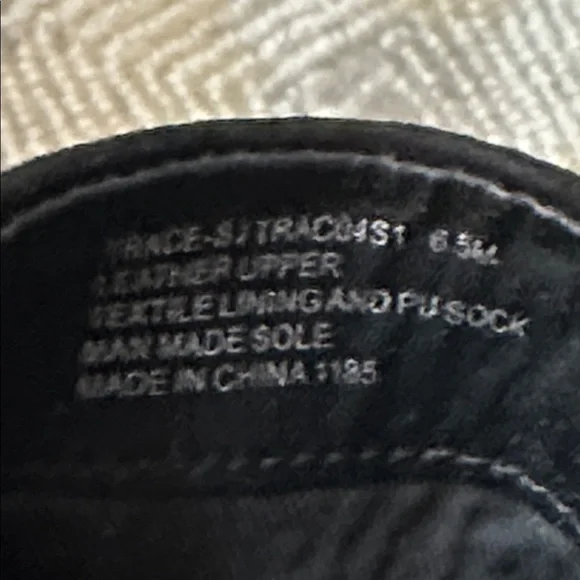 TRACE-S / TRAC04S1 6.5M
LEATHER UPPER
TEXTILE LINING AND PU SOCK
MAN MADE SOLE
MADE IN CHINA 1185